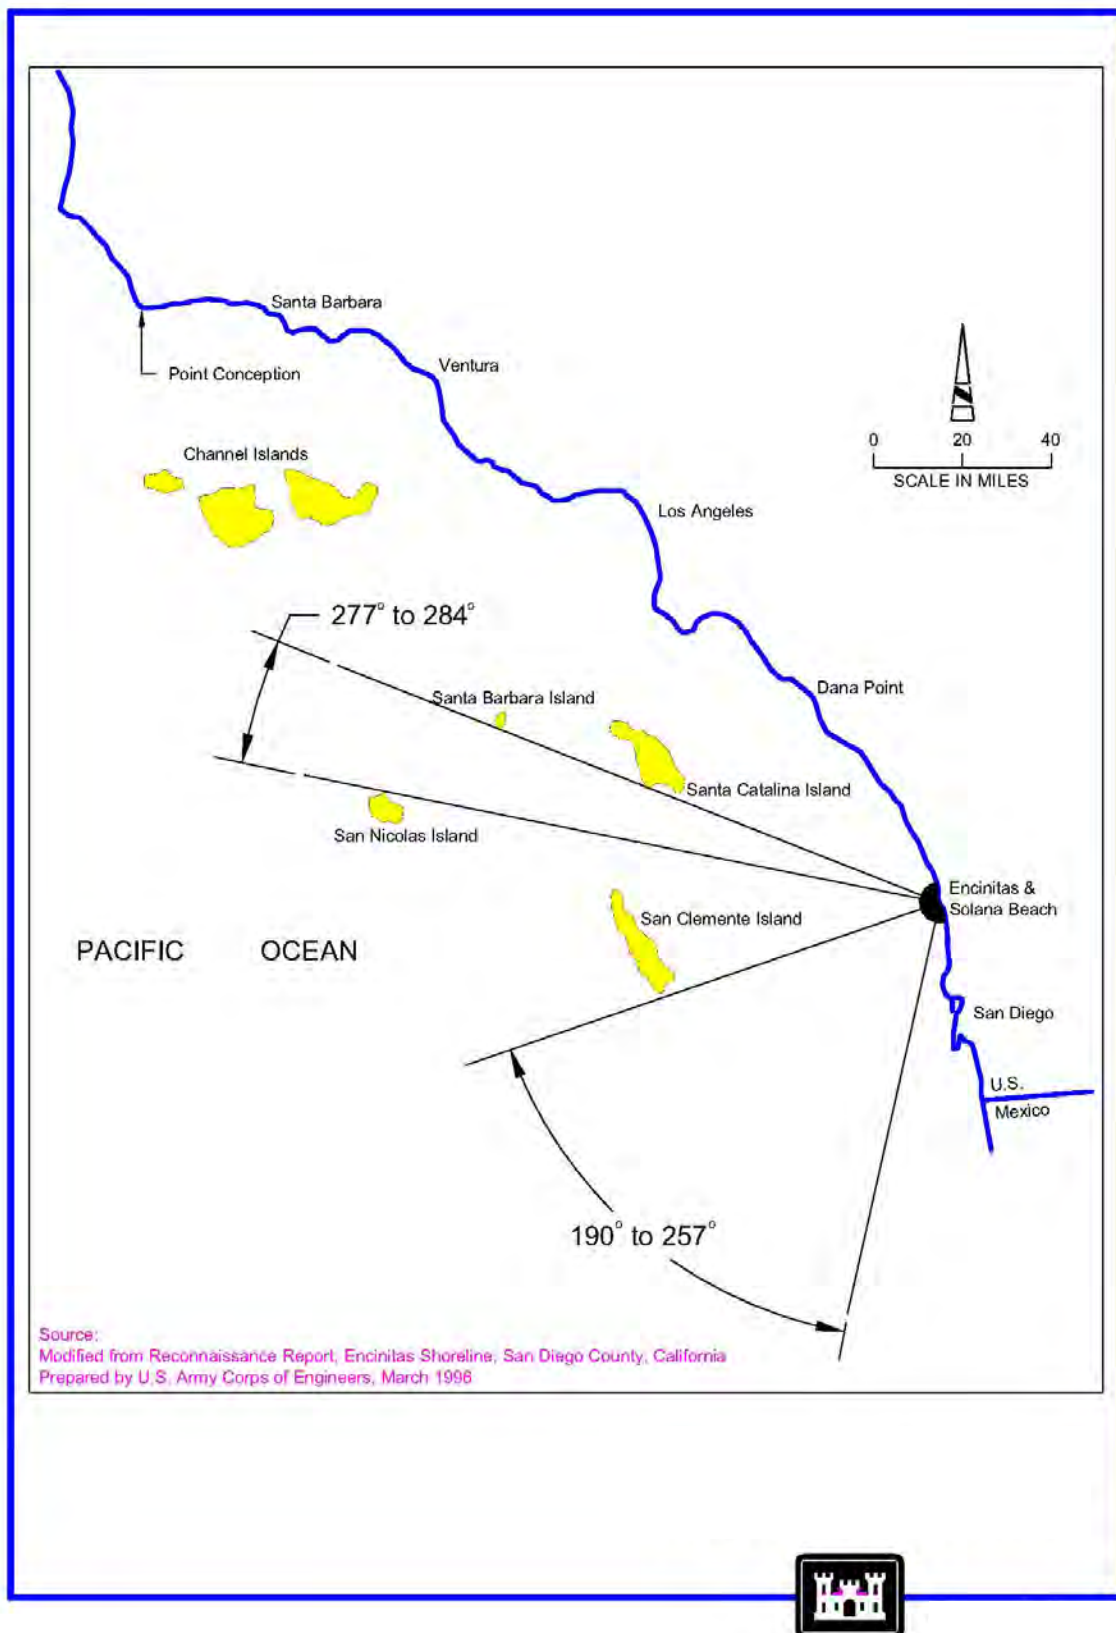 Santa Barbara
Point Conception
Ventura
Channel Islands
0 20 40
SCALE IN MILES
Los Angeles
277° to 284°
Santa Barbara Island
Dana Point
Santa Catalina Island
San Nicolas Island
Encinitas &
Solana Beach
San Clemente Island
PACIFIC OCEAN
San Diego
U.S.
Mexico
190° to 257°
Source:
Modified from Reconnaissance Report, Encinitas Shoreline, San Diego County, California
Prepared by U.S. Army Corps of Engineers, March 1996